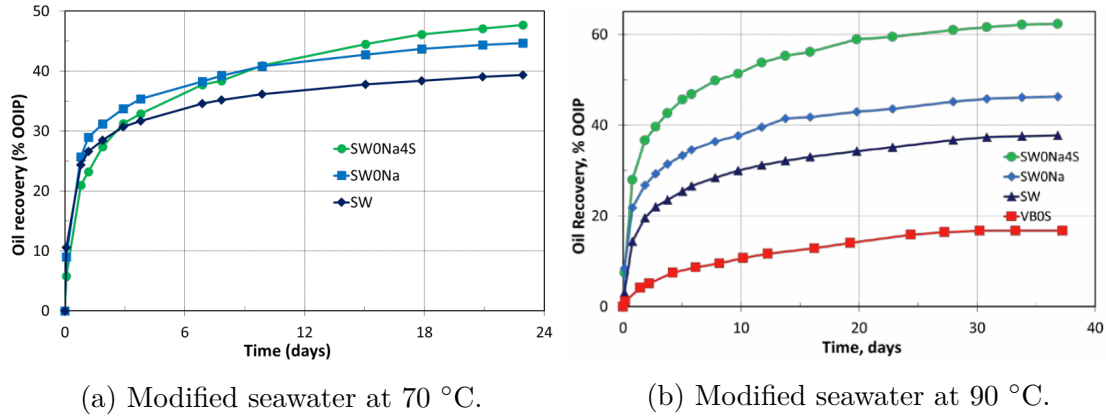 50
40
30
20
10
0
0
6
12
18
24
Oil recovery (% OOIP)
Time (days)
SW0Na4S
SW0Na
SW
60
40
20
0
0
10
20
30
40
Oil Recovery, % OOIP
Time, days
SW0Na4S
SW0Na
SW
VB0S
(a) Modified seawater at 70 °C.
(b) Modified seawater at 90 °C.